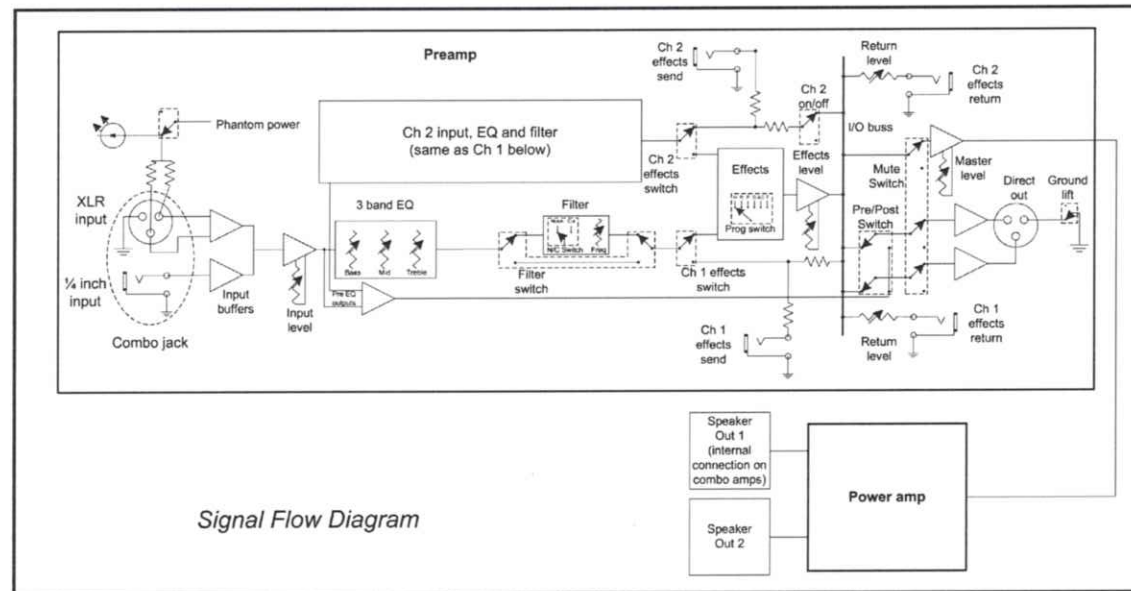 Preamp
Ch 2
effects
send
Return
level
Ch 2
effects
return
Ch 2
on/off
Phantom power
Ch 2 input, EQ and filter
(same as Ch 1 below)
I/O buss
Ch 2
effects
switch
Effects
Prog switch
Effects
level
Mute
Switch
Master
level
Direct
out
Ground
lift
XLR
input
3 band EQ
Bass
Mid
Treble
Filter
N/C Switch
Freq
Pre/Post
Switch
¼ inch
input
Input
buffers
Input
level
Pre EQ
outputs
Filter
switch
Ch 1 effects
switch
Combo jack
Ch 1
effects
send
Return
level
Ch 1
effects
return
Speaker
Out 1
(internal
connection on
combo amps)
Power amp
Speaker
Out 2
Signal Flow Diagram